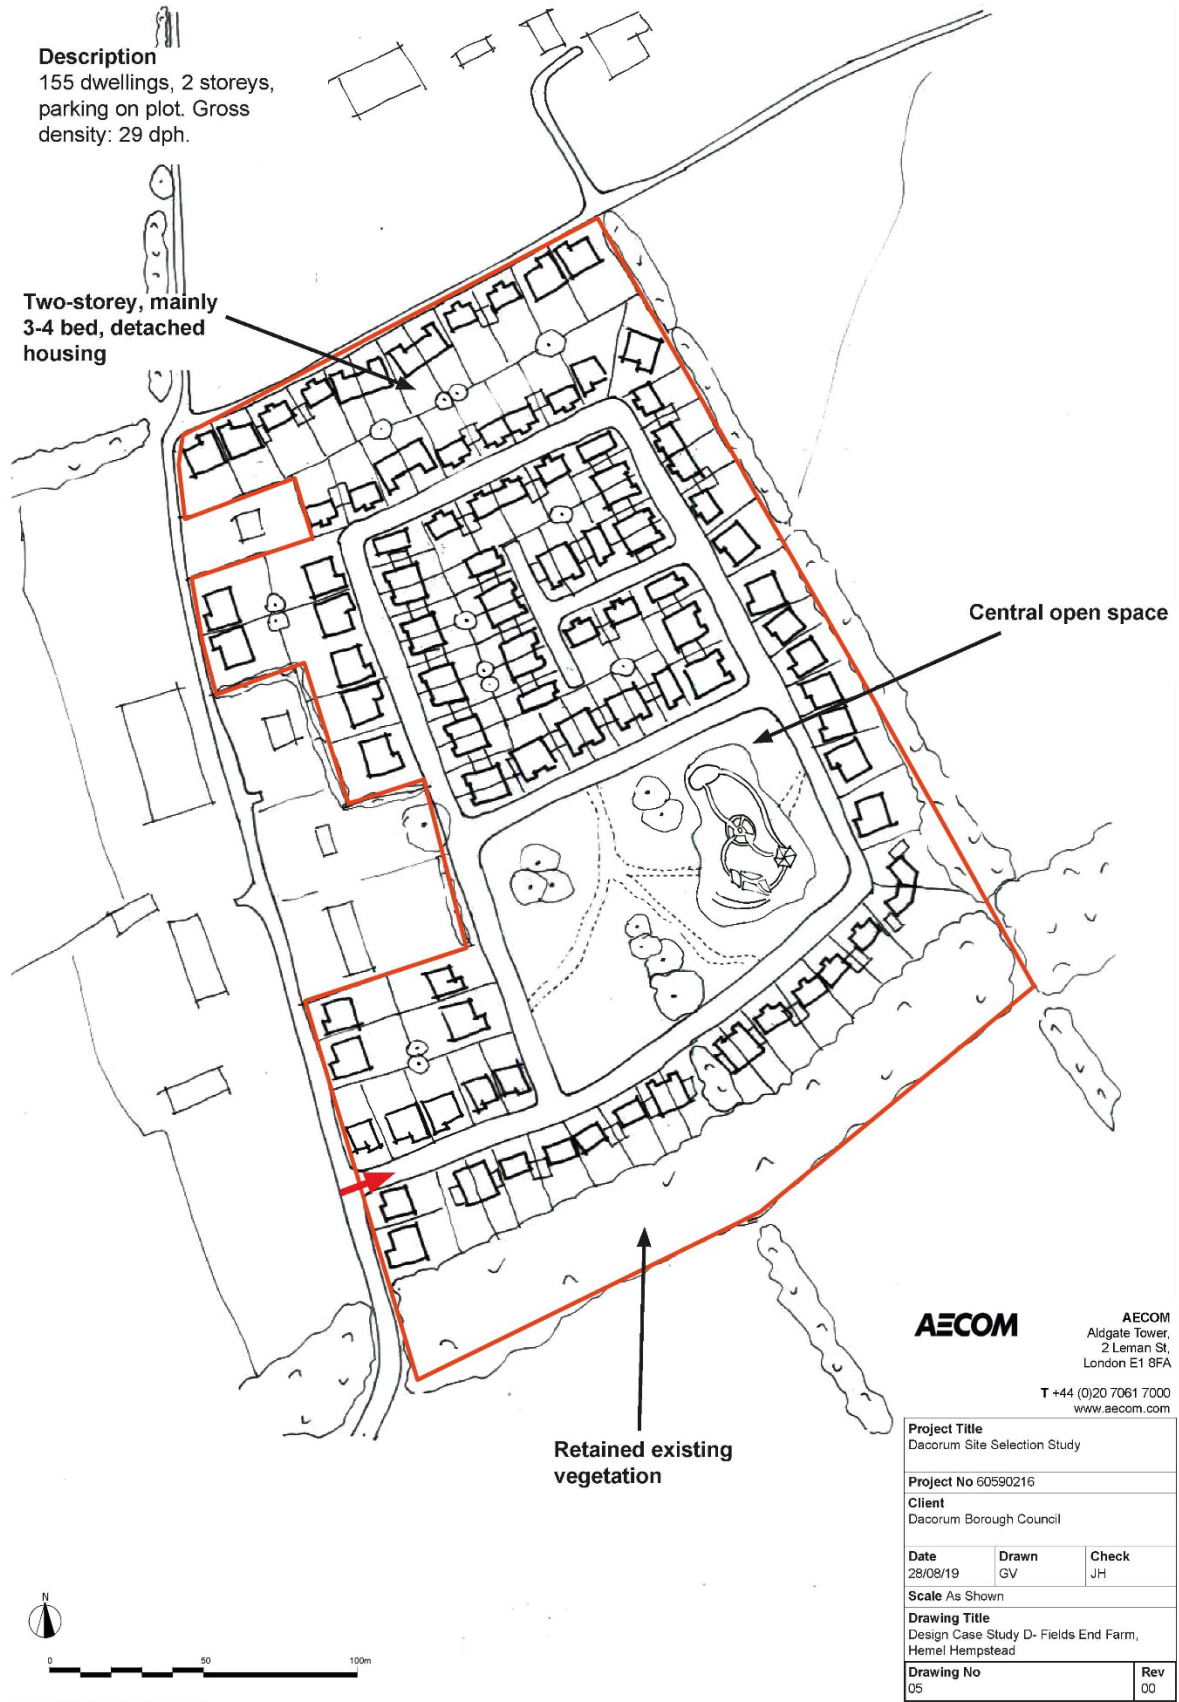 Description
155 dwellings, 2 storeys,
parking on plot. Gross
density: 29 dph.
Two-storey, mainly
3-4 bed, detached
housing
Central open space
Retained existing
vegetation
AECOM
AECOM
Aldgate Tower,
2 Leman St,
London E1 8FA
T +44 (0)20 7061 7000
www.aecom.com
Project Title
Dacorum Site Selection Study
Project No 60590216
Client
Dacorum Borough Council
Date Drawn Check
28/08/19 GV JH
Scale As Shown
Drawing Title
Design Case Study D- Fields End Farm,
Hemel Hempstead
Drawing No Rev
05 00
N
0 50 100m